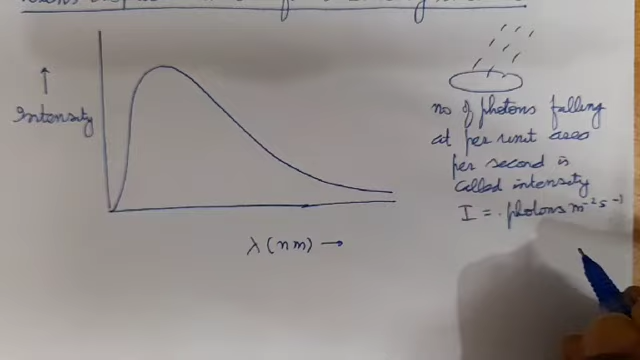 Intensity
λ (nm) →
no of photons falling
at per unit area
per second is
called intensity
I = . photons m⁻² s⁻¹